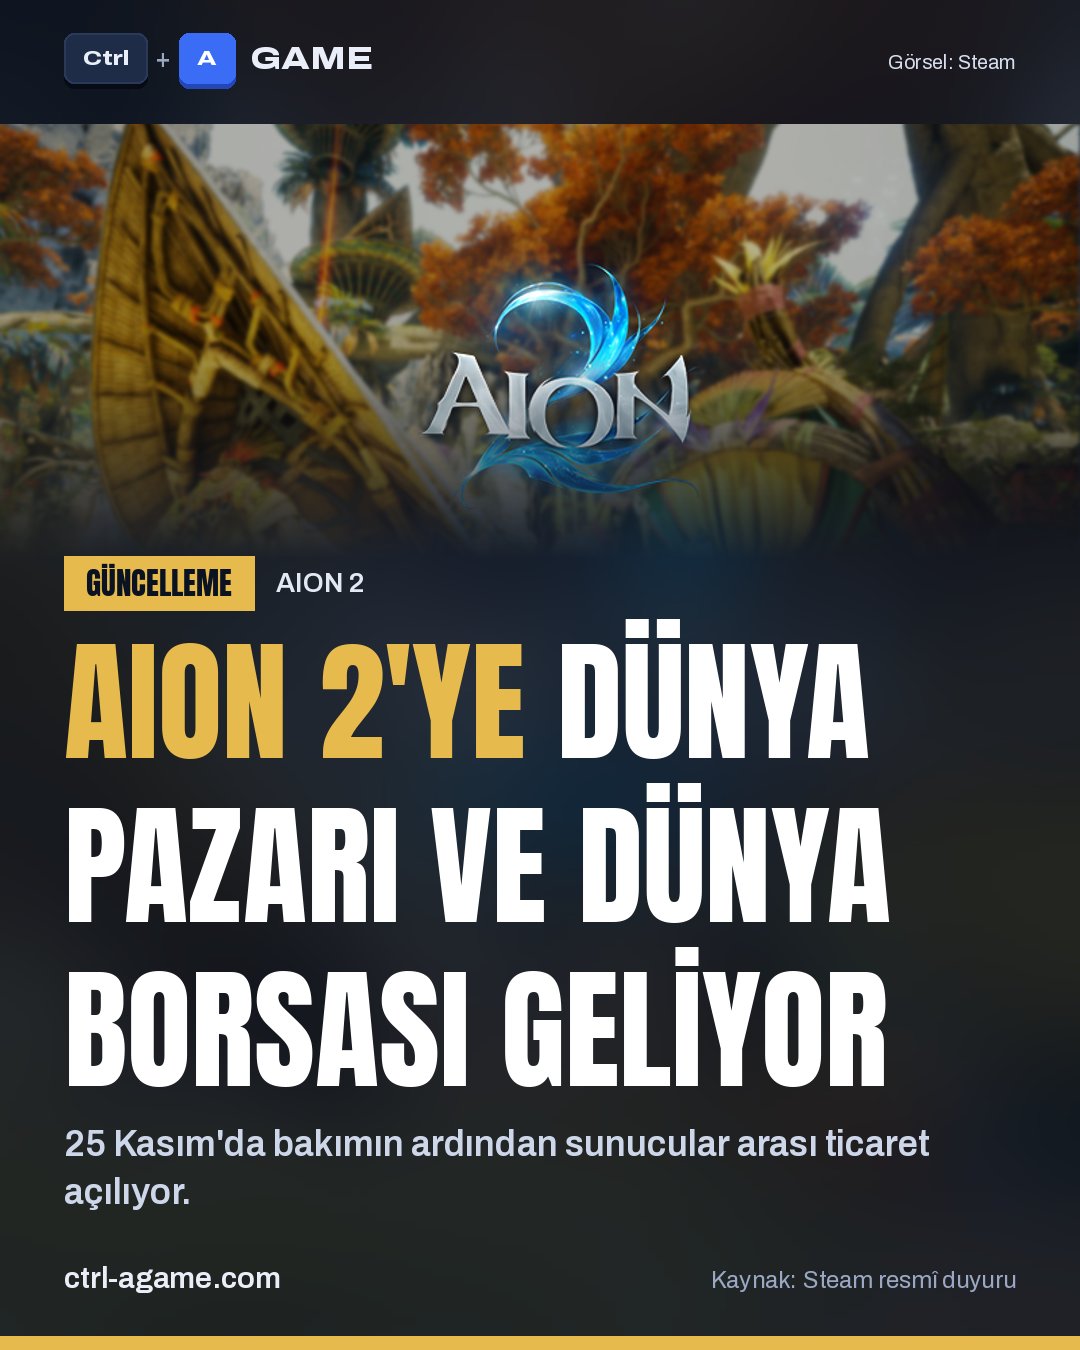 Ctrl + A GAME
Görsel: Steam
AION 2
GÜNCELLEME
AION 2
AION 2'YE DÜNYA
PAZARI VE DÜNYA
BORSASI GELİYOR
25 Kasım'da bakımın ardından sunucular arası ticaret
açılıyor.
ctrl-agame.com
Kaynak: Steam resmî duyuru